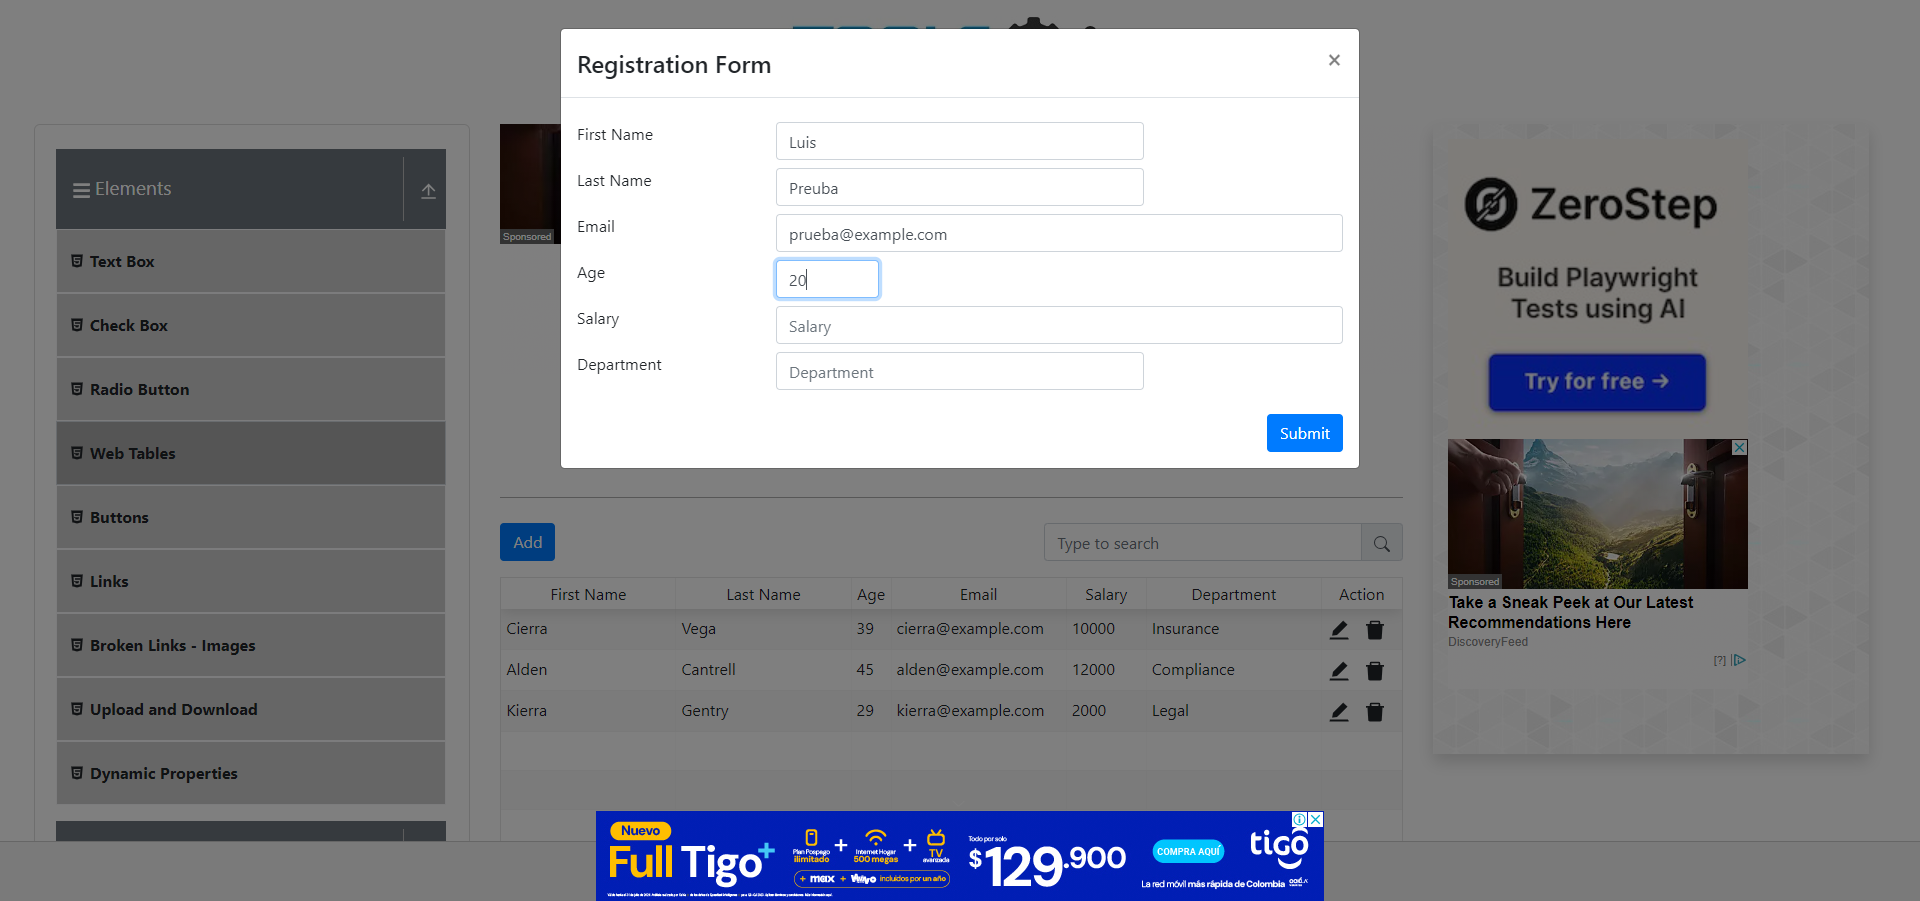 Registration Form
×
First Name
Luis
Last Name
Preuba
Email
prueba@example.com
Age
20
Salary
Salary
Department
Department
Submit
Elements
Text Box
Check Box
Radio Button
Web Tables
Buttons
Links
Broken Links - Images
Upload and Download
Dynamic Properties
Sponsored
Add
Type to search
First Name Last Name Age Email Salary Department Action
Cierra Vega 39 cierra@example.com 10000 Insurance
Alden Cantrell 45 alden@example.com 12000 Compliance
Kierra Gentry 29 kierra@example.com 2000 Legal
ZeroStep
Build Playwright
Tests using AI
Try for free →
Sponsored
Take a Sneak Peek at Our Latest
Recommendations Here
DiscoveryFeed
[?]
Nuevo
Full Tigo+
Plan Pospago
ilimitado
+
Internet Hogar
500 megas
+
TV
avanzada
+ max + incluidos por un año
Todo por solo
$129.900
COMPRA AQUÍ
tigo
La red móvil más rápida de Colombia